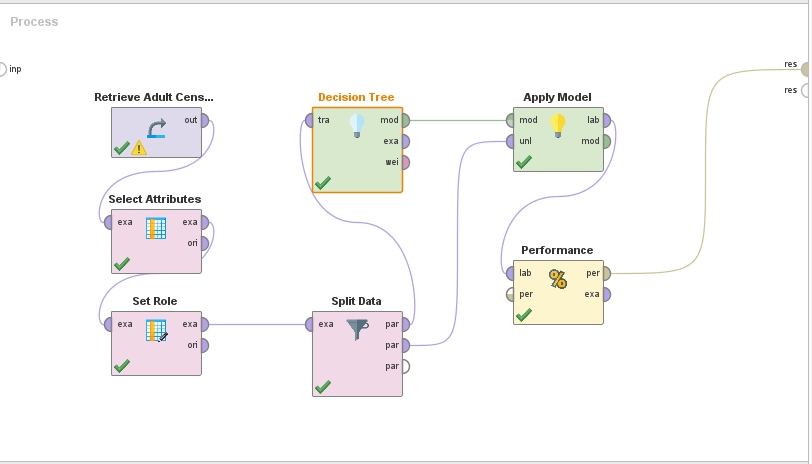 Process
inp
res
res
Retrieve Adult Cens...
out
Decision Tree
tra mod
exa
wei
Apply Model
mod lab
unl mod
Select Attributes
exa exa
ori
Performance
lab per
per exa
%
Set Role
exa exa
ori
Split Data
exa par
par
par